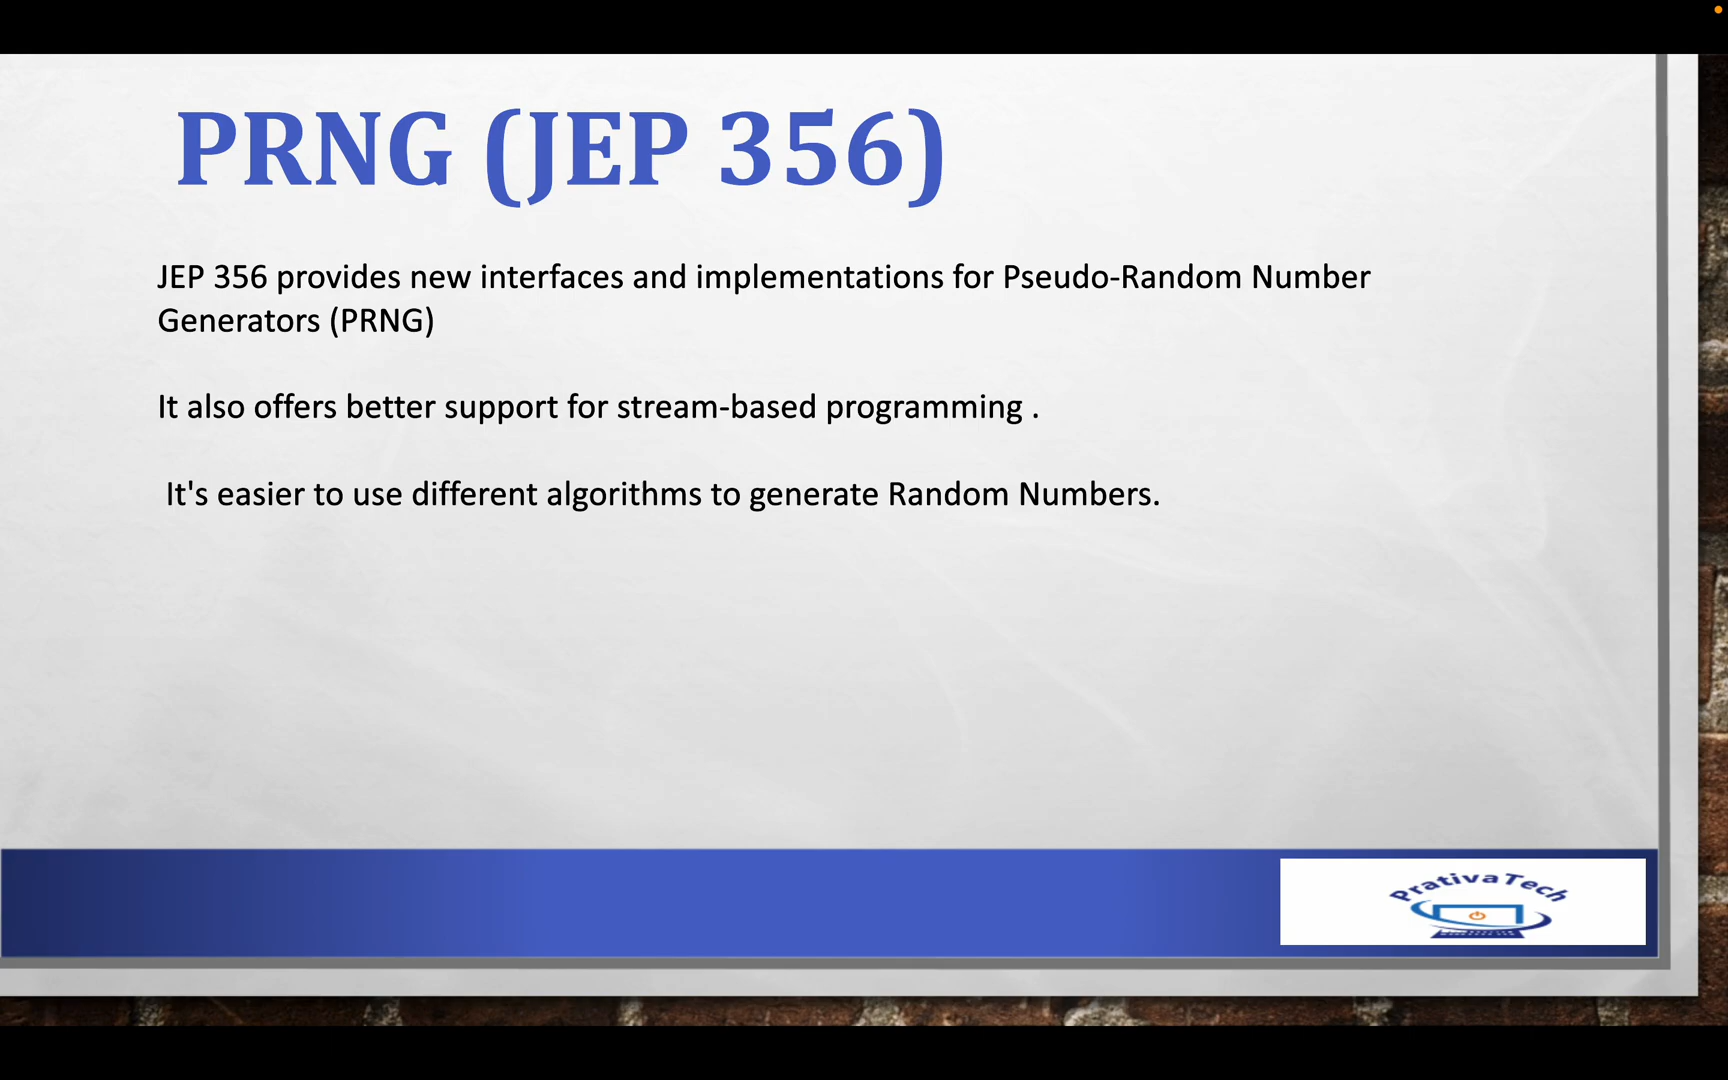 PRNG (JEP 356)
JEP 356 provides new interfaces and implementations for Pseudo-Random Number
Generators (PRNG)
It also offers better support for stream-based programming .
It's easier to use different algorithms to generate Random Numbers.
PrativaTech